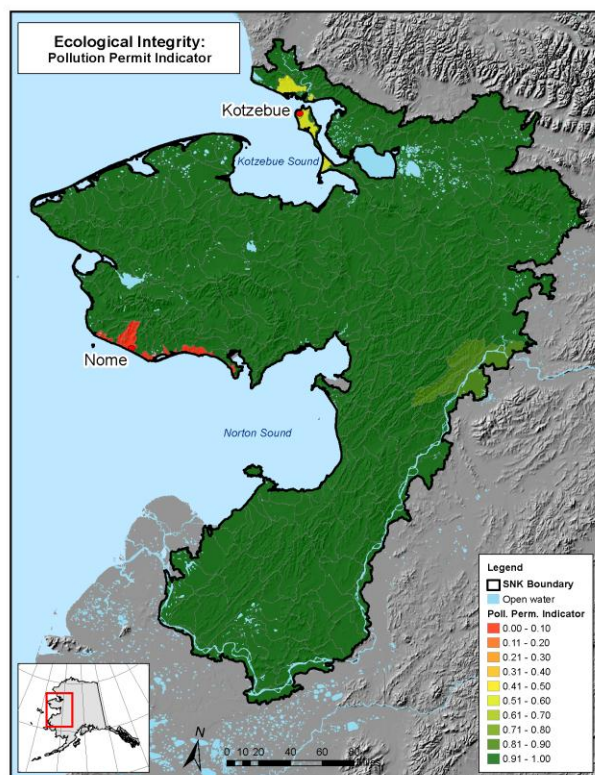 Ecological Integrity:
Pollution Permit Indicator
Kotzebue
Kotzebue Sound
Nome
Norton Sound
Legend
SNK Boundary
Open water
Poll. Perm. Indicator
0.00 - 0.10
0.11 - 0.20
0.21 - 0.30
0.31 - 0.40
0.41 - 0.50
0.51 - 0.60
0.61 - 0.70
0.71 - 0.80
0.81 - 0.90
0.91 - 1.00
N
0 10 20 40 60 80